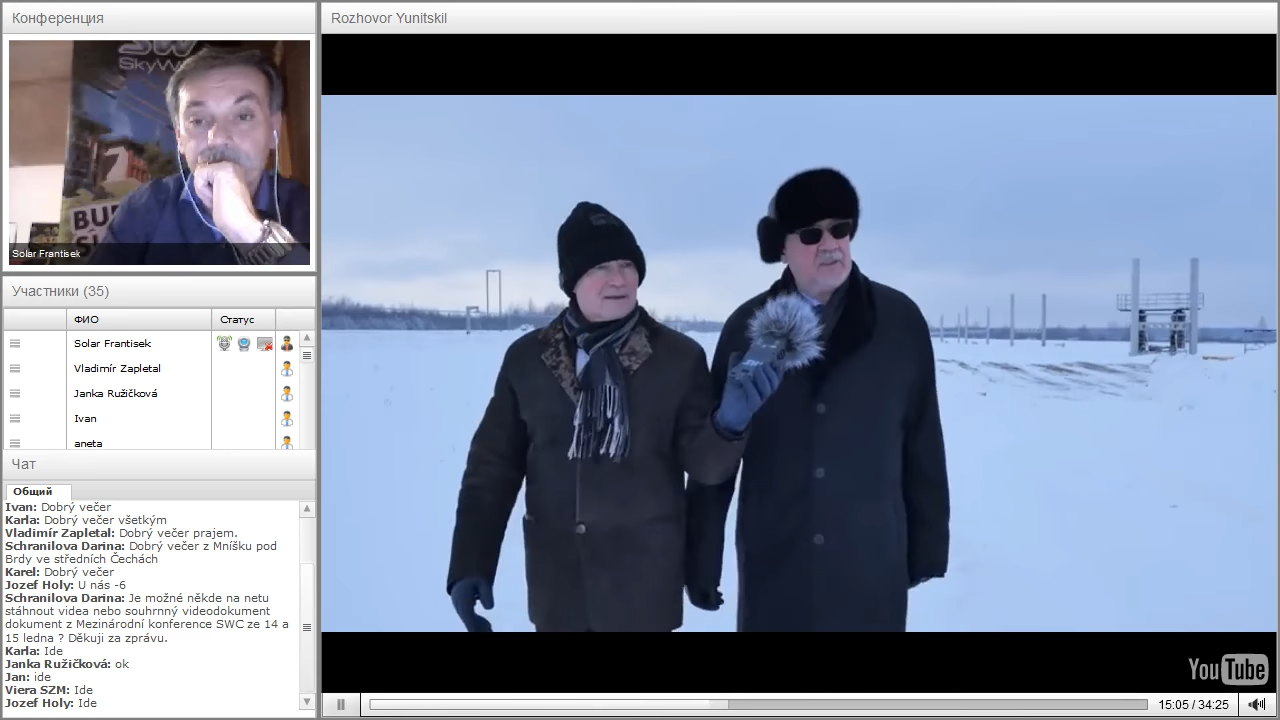 Конференция
SW
SkyW
BU
Solar Frantisek
Участники (35)
ФИО
Статус
Solar Frantisek
Vladimír Zapletal
Janka Ružičková
Ivan
aneta
Чат
Общий
Ivan: Dobrý večer
Karla: Dobrý večer všetkým
Vladimír Zapletal: Dobrý večer prajem.
Schranilova Darina: Dobrý večer z Mníšku pod
Brdy ve středních Čechách
Karel: Dobrý večer
Jozef Holy: U nás -6
Schranilova Darina: Je možné někde na netu
stáhnout videa nebo souhrnný videodokument
dokument z Mezinárodní konference SWC ze 14 a
15 ledna ? Děkuji za zprávu.
Karla: Ide
Janka Ružičková: ok
Jan: ide
Viera SZM: Ide
Jozef Holy: Ide
Rozhovor Yunitskil
YouTube
15:05 / 34:25